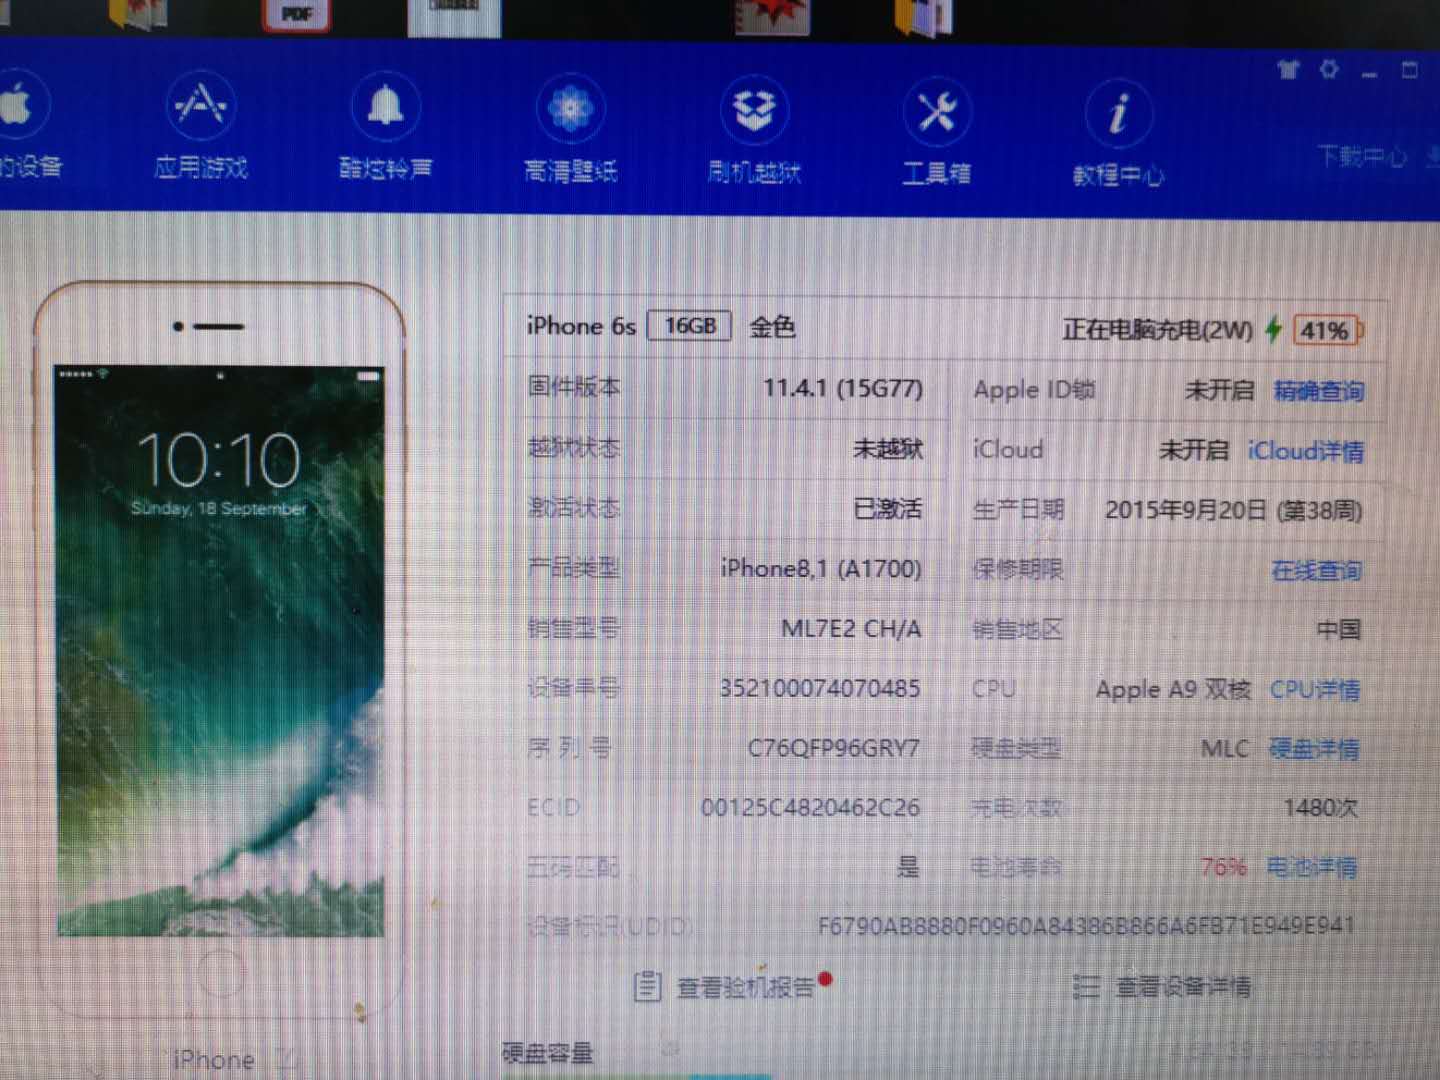 PDF
的设备
应用游戏
酷炫铃声
高清壁纸
刷机越狱
工具箱
教程中心
下载中心
iPhone 6s 16GB 金色
正在电脑充电(2W) 41%
固件版本 11.4.1 (15G77)
Apple ID锁 未开启 精确查询
越狱状态 未越狱
iCloud 未开启 iCloud详情
激活状态 已激活
生产日期 2015年9月20日 (第38周)
产品类型 iPhone8,1 (A1700)
保修期限 在线查询
销售型号 ML7E2 CH/A
销售地区 中国
设备串号 352100074070485
CPU Apple A9 双核 CPU详情
序列号 C76QFP96GRY7
硬盘类型 MLC 硬盘详情
ECID 00125C4820462C26
充电次数 1480次
五码匹配 是
电池寿命 76% 电池详情
设备标识(UDID) F6790AB8880F0960A84386B866A6FB71E949E941
查看验机报告
查看设备详情
10:10
Sunday, 18 September
iPhone
硬盘容量